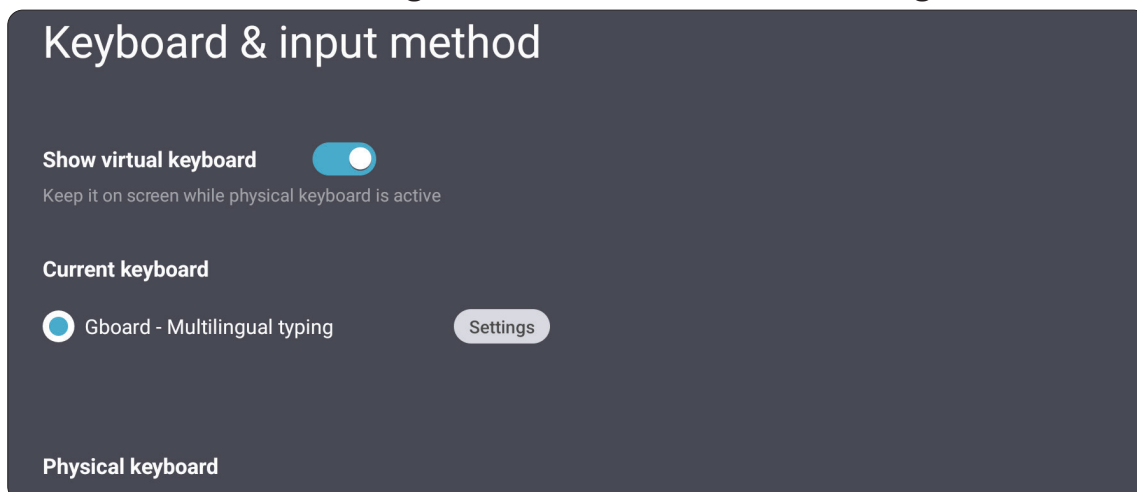 Keyboard & input method
Show virtual keyboard
Keep it on screen while physical keyboard is active
Current keyboard
Gboard - Multilingual typing Settings
Physical keyboard